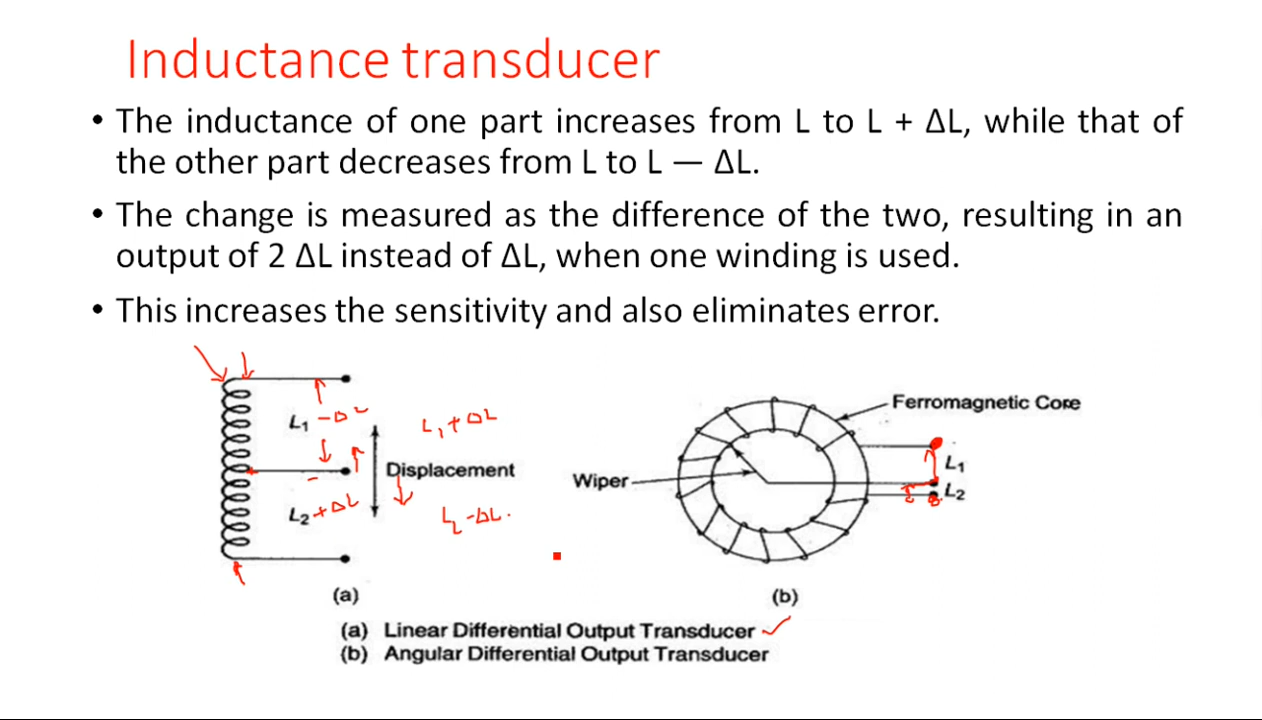 Inductance transducer
• The inductance of one part increases from L to L + ΔL, while that of
the other part decreases from L to L — ΔL.
• The change is measured as the difference of the two, resulting in an
output of 2 ΔL instead of ΔL, when one winding is used.
• This increases the sensitivity and also eliminates error.
L₁ -ΔL
L₁+ΔL
Displacement
L₂ +ΔL
L₂-ΔL.
(a)
Ferromagnetic Core
Wiper
L₁
L₂
(b)
(a) Linear Differential Output Transducer ✓
(b) Angular Differential Output Transducer